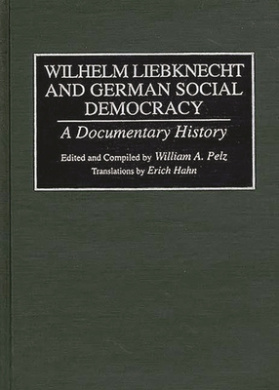 WILHELM LIEBKNECHT
AND GERMAN SOCIAL
DEMOCRACY
A Documentary History
Edited and Compiled by William A. Pelz
Translations by Erich Hahn